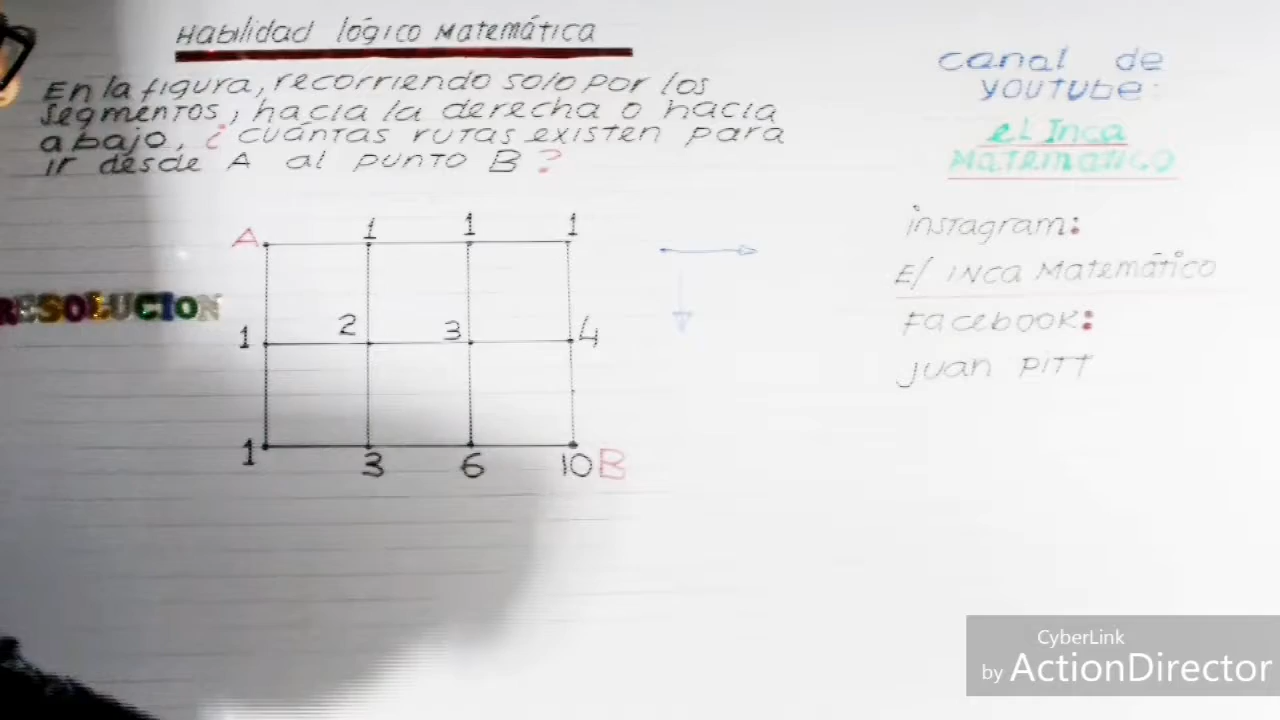 Habilidad lógico Matemática
En la figura, recorriendo solo por los
segmentos, hacia la derecha o hacia
abajo, ¿cuántas rutas existen para
ir desde A al punto B?
canal de
YOUTUBE:
el Inca
Matematico
instagram:
El INCA Matemático
Facebook:
Juan PITT
A 1 1 1
RESOLUCION
1 2 3 4
1 3 6 10 B
CyberLink
by ActionDirector